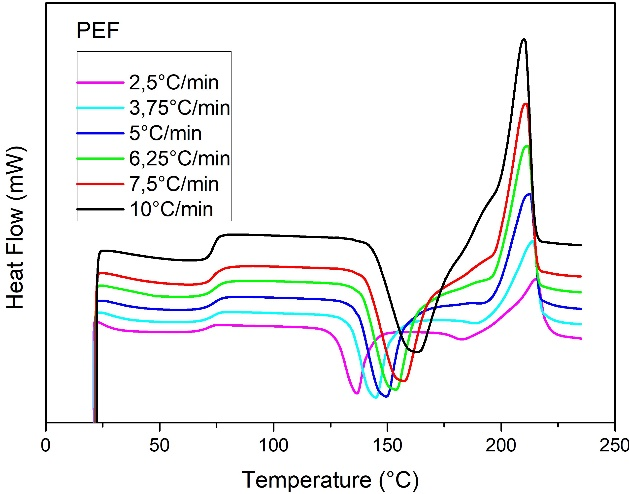 PEF
2,5°C/min
3,75°C/min
5°C/min
6,25°C/min
7,5°C/min
10°C/min
Heat Flow (mW)
0 50 100 150 200 250
Temperature (°C)